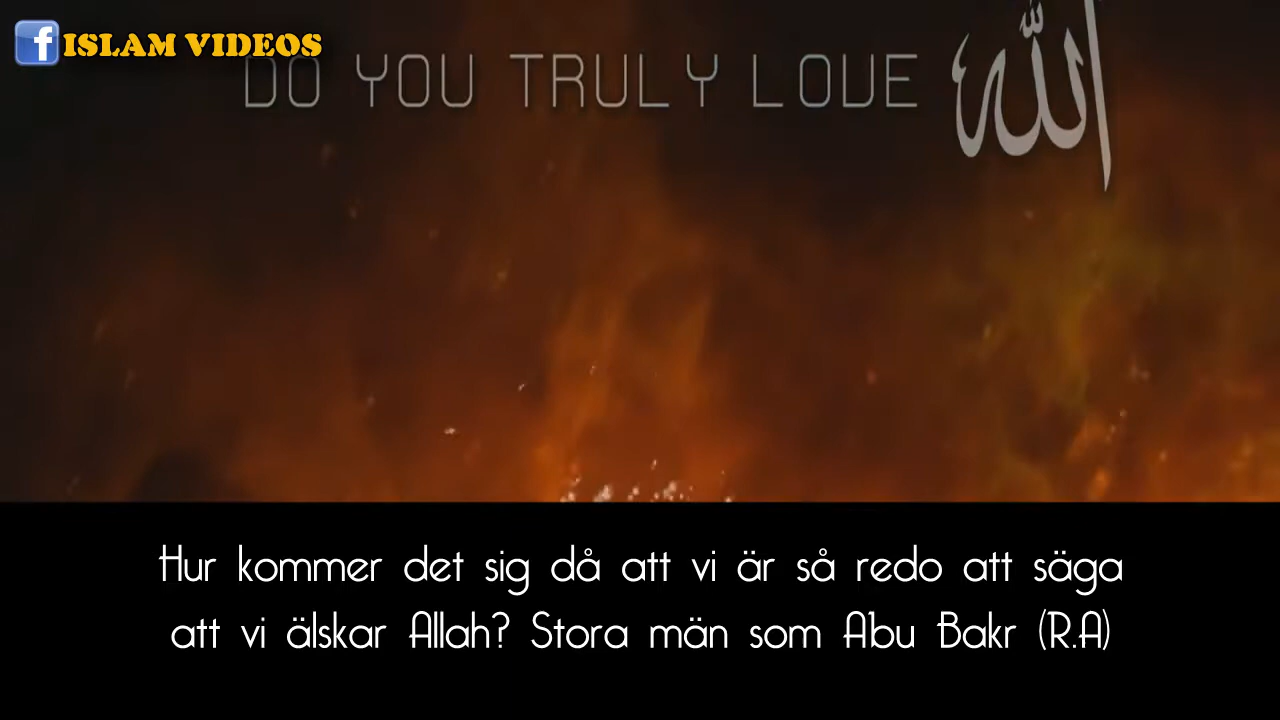 f ISLAM VIDEOS
DO YOU TRULY LOVE الله
Hur kommer det sig då att vi är så redo att säga
att vi älskar Allah? Stora män som Abu Bakr (R.A)